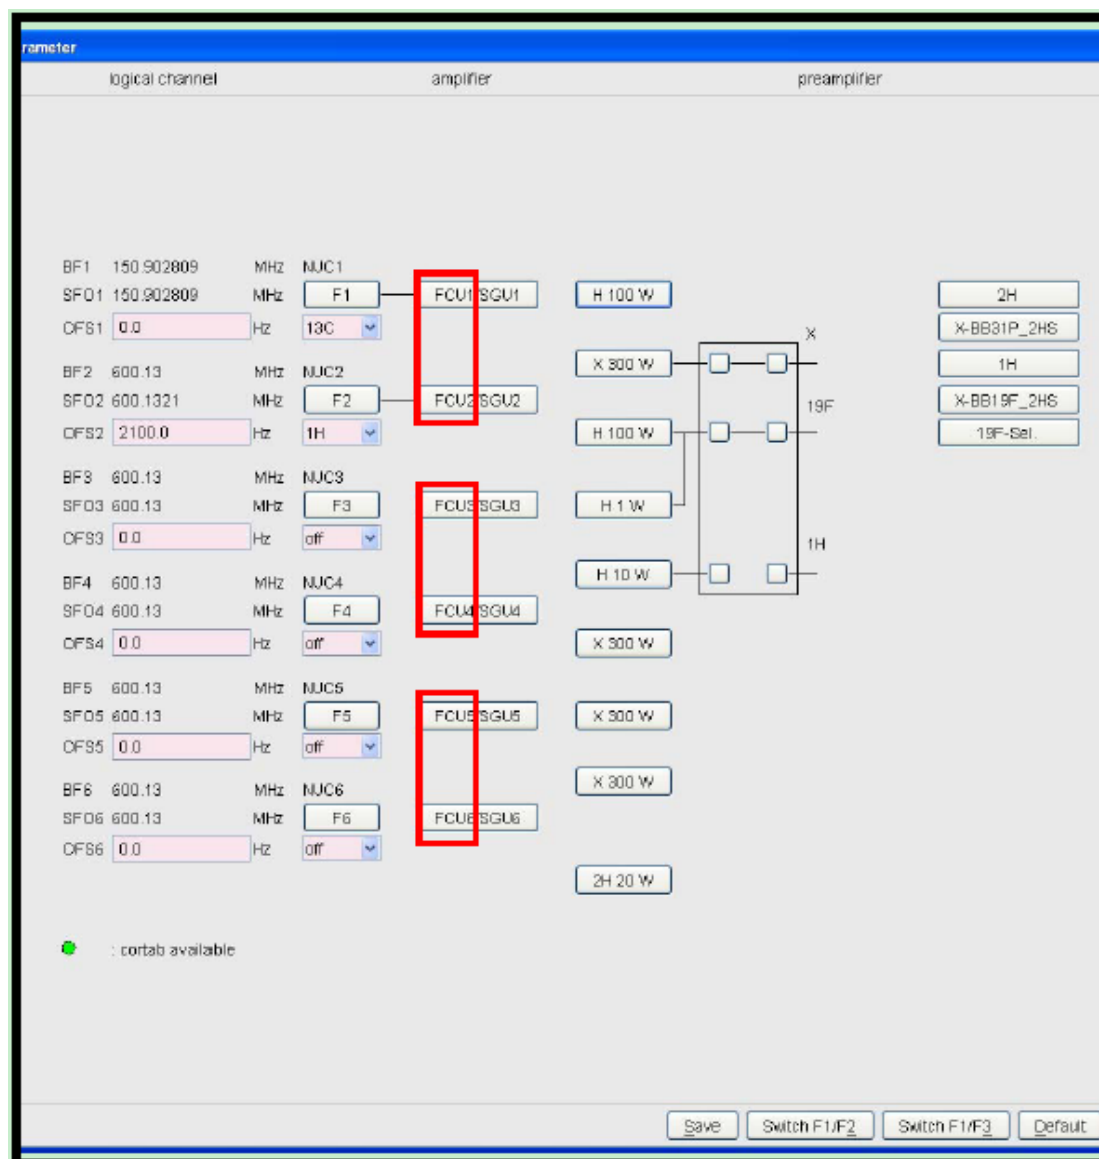 rameter
logical channel amplifier preamplifier
BF1 150.902809 MHz NUC1
SFO1 150.902809 MHz F1 FCU1/SGU1 H 100 W 2H
OFS1 0.0 Hz 13C X-BB31P_2HS
X
BF2 600.13 MHz NUC2 X 300 W 1H
SFO2 600.1321 MHz F2 FCU2/SGU2 19F X-BB19F_2HS
OFS2 2100.0 Hz 1H H 100 W 19F-Sel.
BF3 600.13 MHz NUC3
SFO3 600.13 MHz F3 FCU3/SGU3 H 1 W
OFS3 0.0 Hz off 1H
BF4 600.13 MHz NUC4 H 10 W
SFO4 600.13 MHz F4 FCU4/SGU4
OFS4 0.0 Hz off X 300 W
BF5 600.13 MHz NUC5
SFO5 600.13 MHz F5 FCU5/SGU5 X 300 W
OFS5 0.0 Hz off
BF6 600.13 MHz NUC6 X 300 W
SFO6 600.13 MHz F6 FCU6/SGU6
OFS6 0.0 Hz off
2H 20 W
: cortab available
Save Switch F1/F2 Switch F1/F3 Default